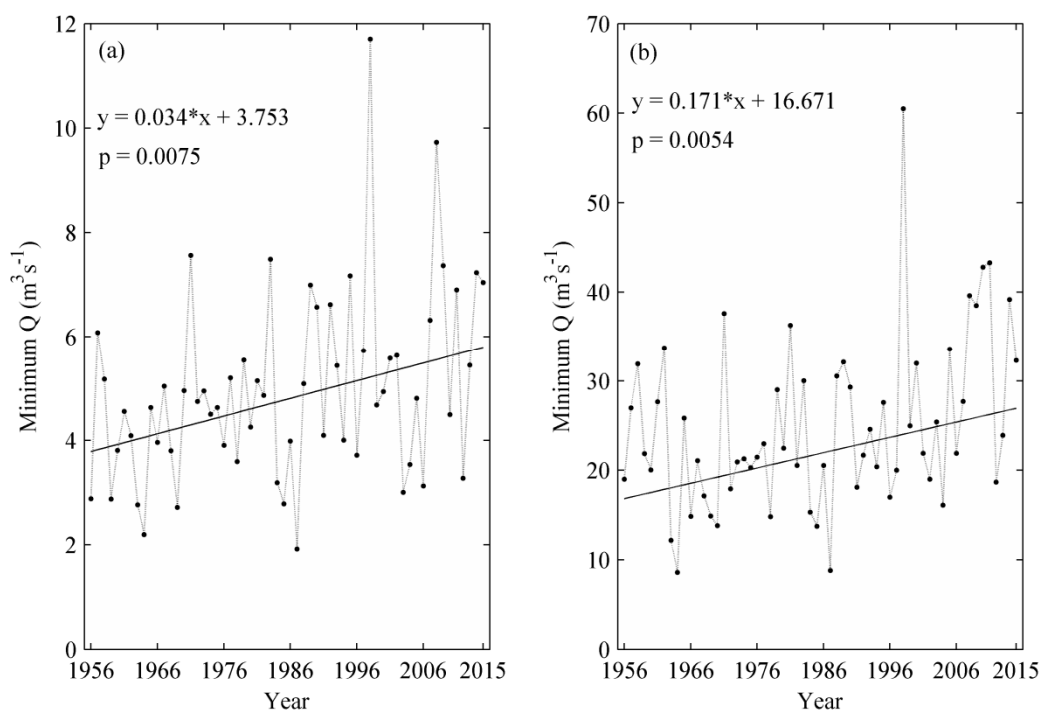 (a)
y = 0.034*x + 3.753
p = 0.0075
Minimum Q (m³s⁻¹)
12
10
8
6
4
2
0
1956 1966 1976 1986 1996 2006 2015
Year
(b)
y = 0.171*x + 16.671
p = 0.0054
Minimum Q (m³s⁻¹)
70
60
50
40
30
20
10
0
1956 1966 1976 1986 1996 2006 2015
Year